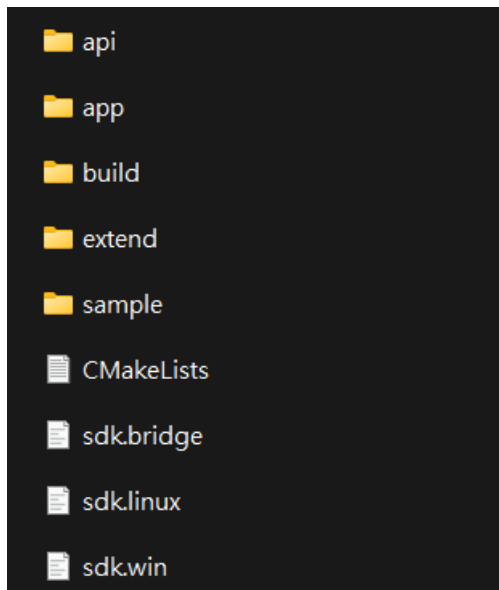 api
app
build
extend
sample
CMakeLists
sdk.bridge
sdk.linux
sdk.win